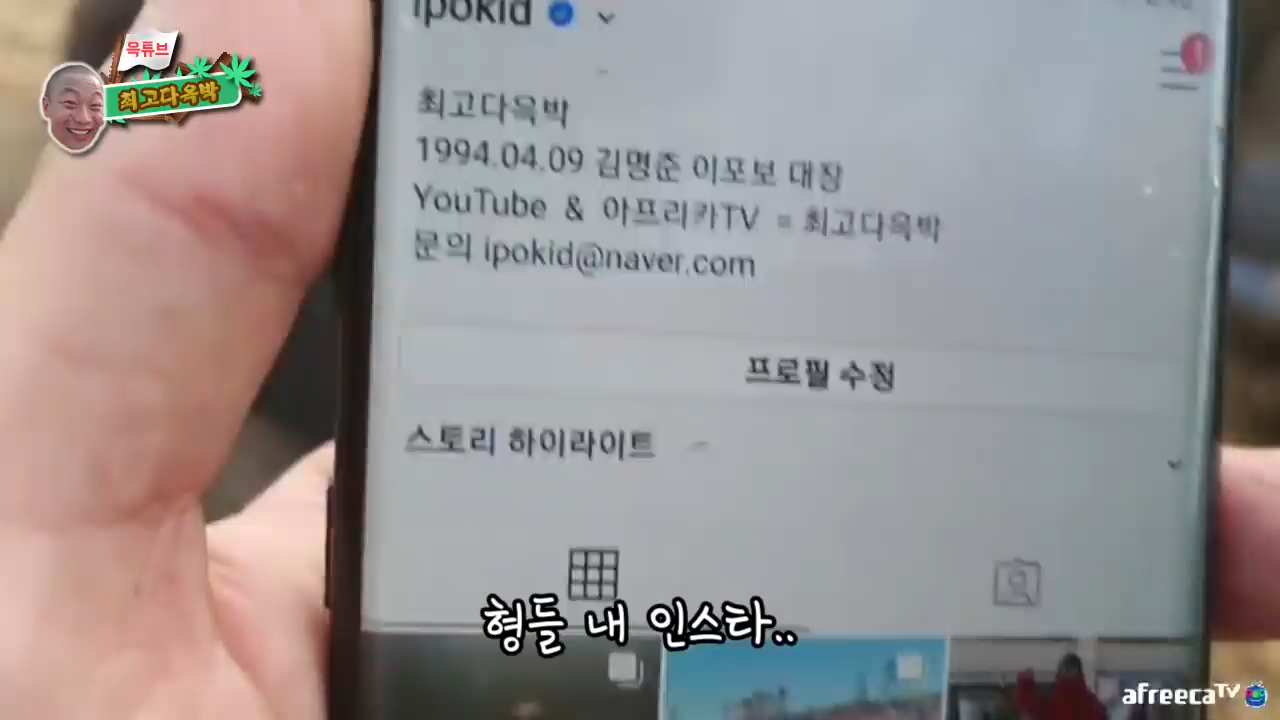 ipokid
욕튜브
최고다윽박
1
최고다윽박
1994.04.09 김명준 이포보 대장
YouTube & 아프리카TV = 최고다윽박
문의 ipokid@naver.com
프로필 수정
스토리 하이라이트
형들 내 인스타..
afreecaTV